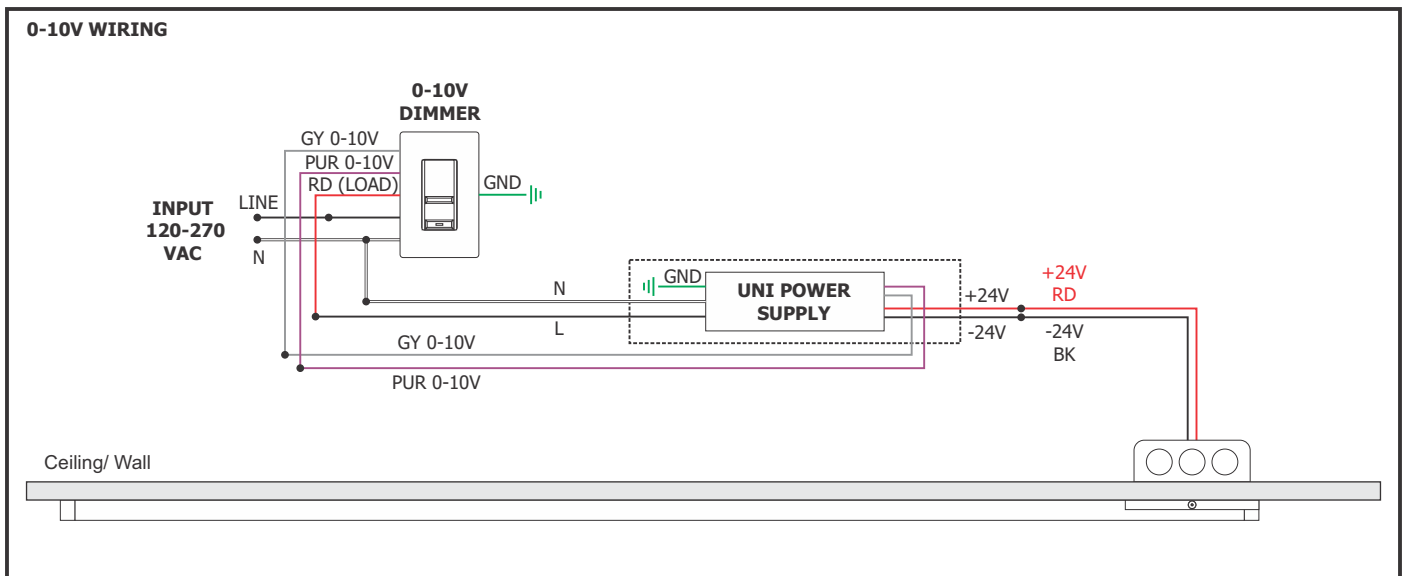 0-10V WIRING
0-10V
DIMMER
GY 0-10V
PUR 0-10V
RD (LOAD)
GND
LINE
INPUT
120-270
VAC
N
GND
UNI POWER
SUPPLY
N
L
+24V
-24V
+24V
RD
-24V
BK
GY 0-10V
PUR 0-10V
Ceiling/ Wall